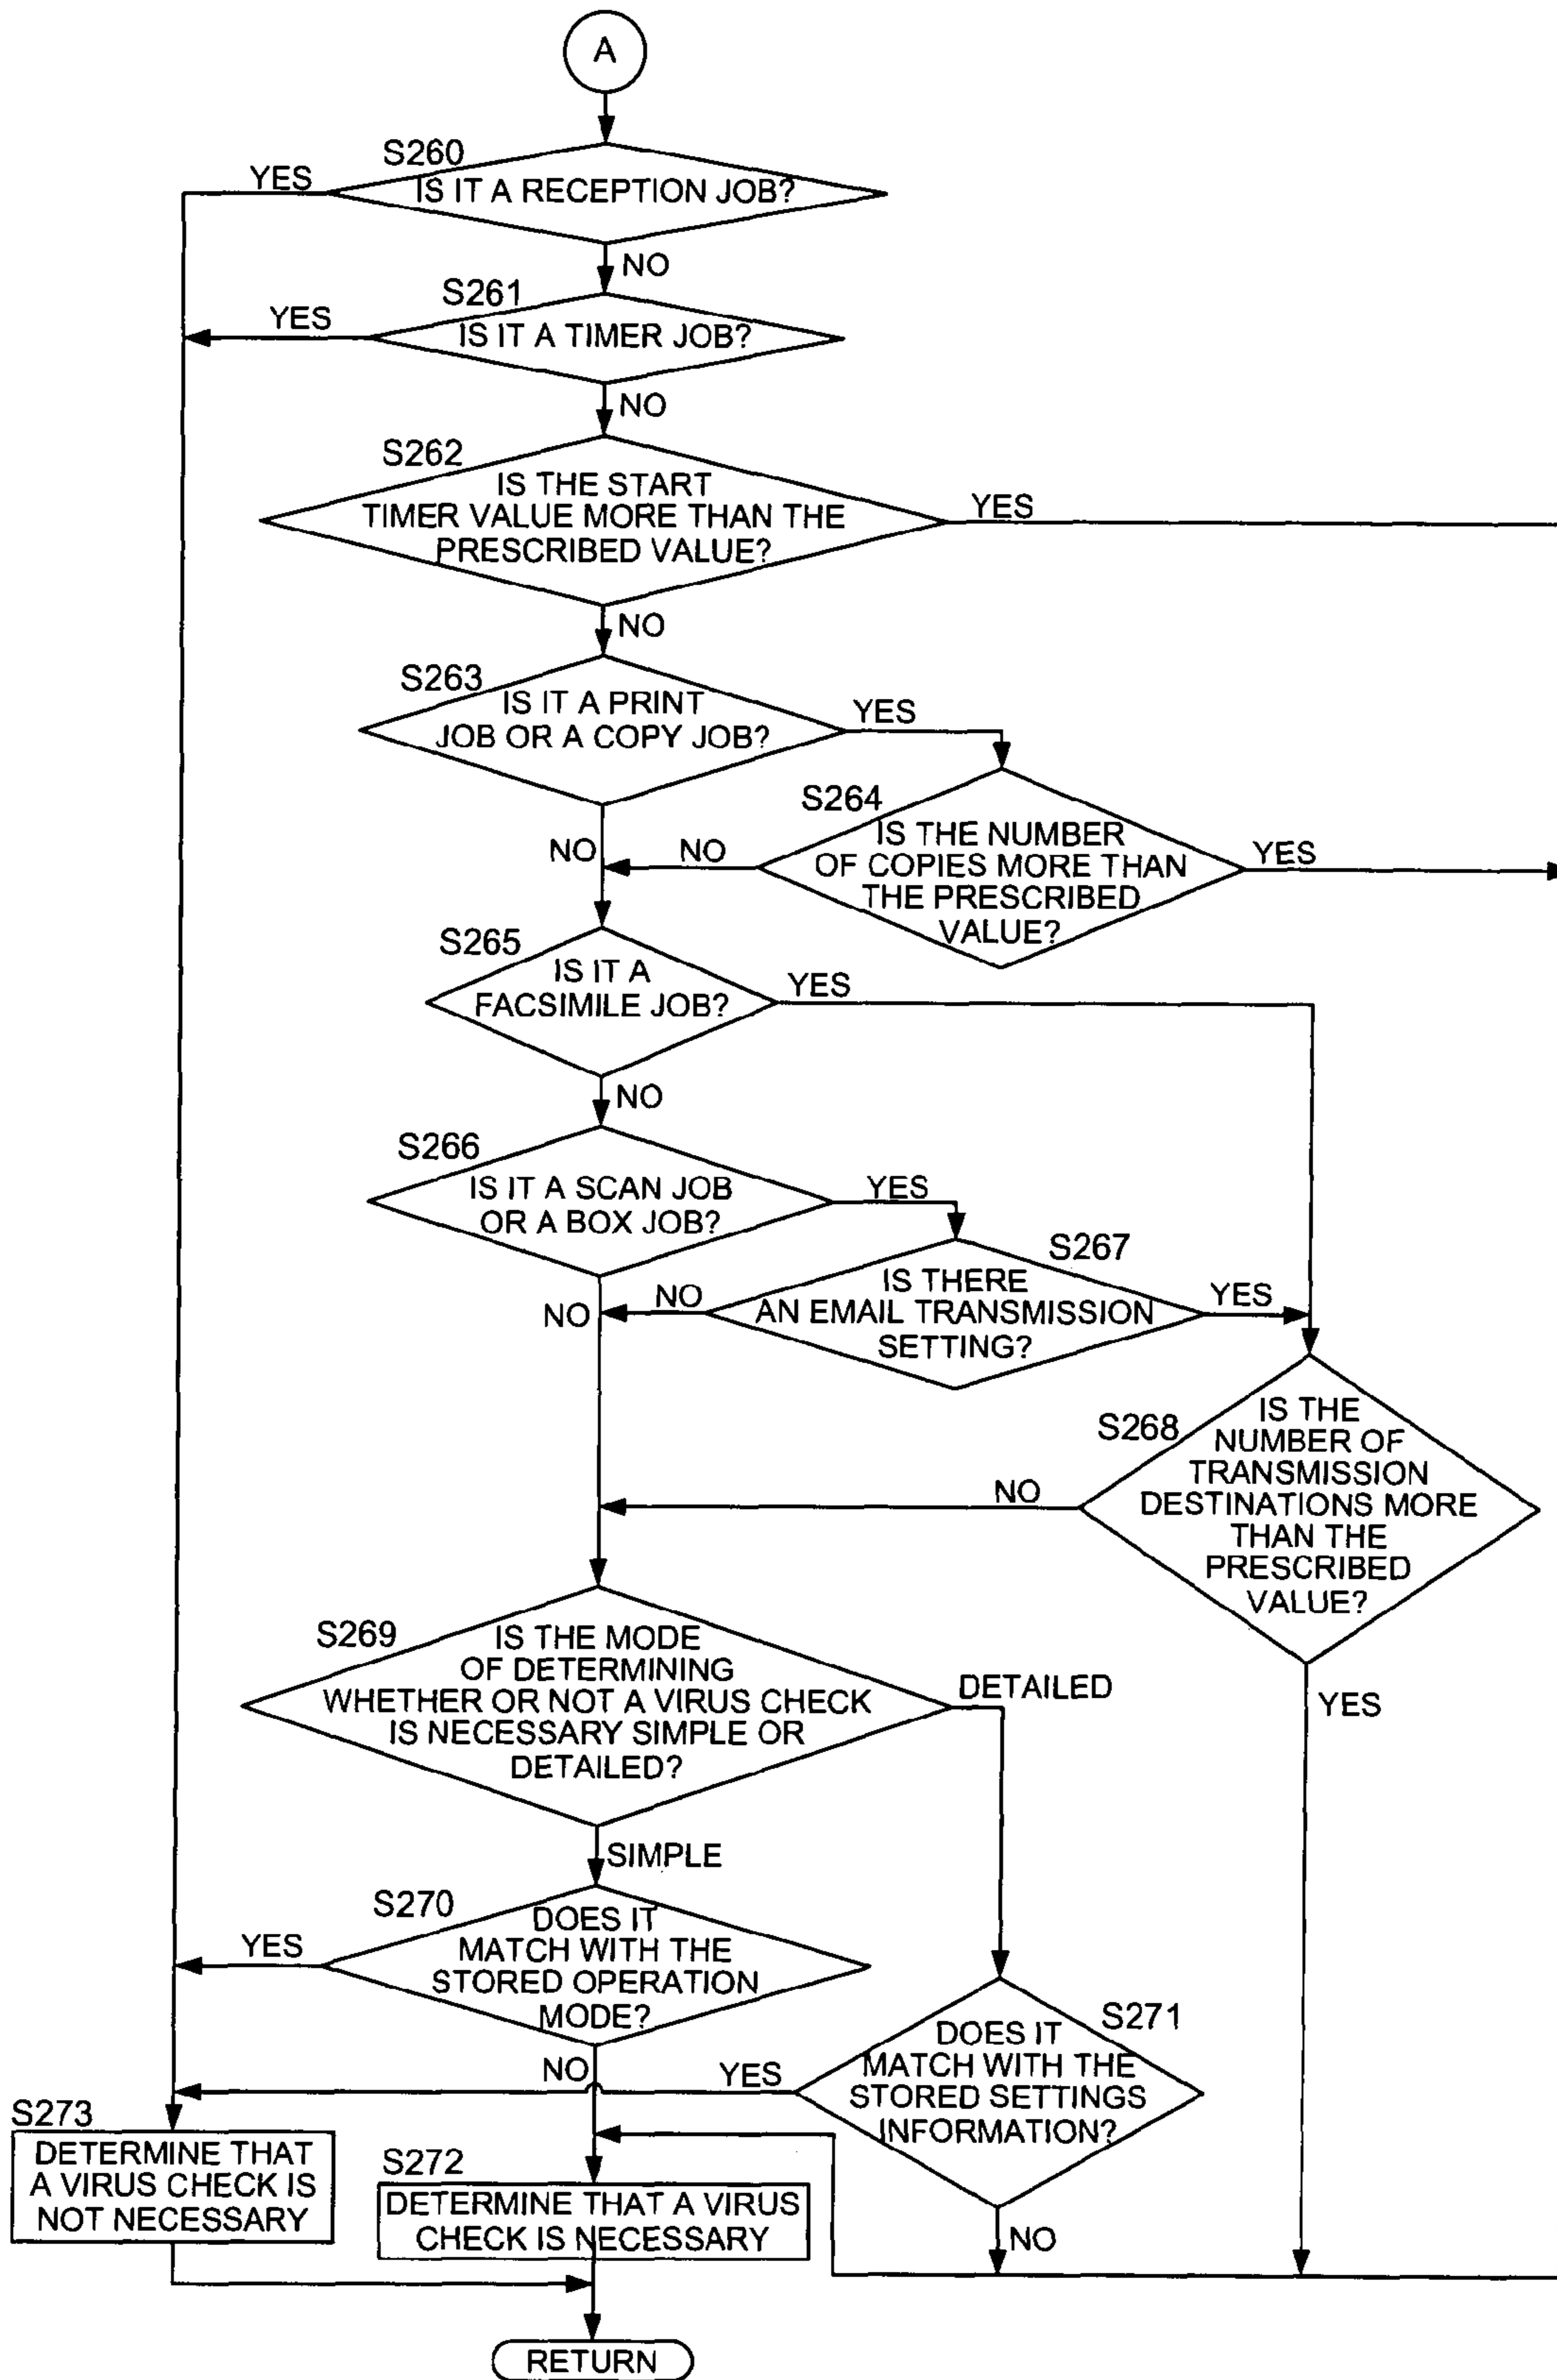 A
S260
YES
IS IT A RECEPTION JOB?
NO
S261
YES
IS IT A TIMER JOB?
NO
S262
IS THE START
TIMER VALUE MORE THAN THE
PRESCRIBED VALUE?
YES
NO
S263
IS IT A PRINT
JOB OR A COPY JOB?
YES
S264
IS THE NUMBER
OF COPIES MORE THAN
THE PRESCRIBED
VALUE?
NO
NO
YES
S265
IS IT A
FACSIMILE JOB?
YES
NO
S266
IS IT A SCAN JOB
OR A BOX JOB?
YES
S267
IS THERE
AN EMAIL TRANSMISSION
SETTING?
NO
NO
YES
S268
IS THE
NUMBER OF
TRANSMISSION
DESTINATIONS MORE
THAN THE
PRESCRIBED
VALUE?
NO
YES
S269
IS THE MODE
OF DETERMINING
WHETHER OR NOT A VIRUS CHECK
IS NECESSARY SIMPLE OR
DETAILED?
DETAILED
SIMPLE
S270
DOES IT
MATCH WITH THE
STORED OPERATION
MODE?
YES
NO
S271
DOES IT
MATCH WITH THE
STORED SETTINGS
INFORMATION?
YES
NO
S273
DETERMINE THAT
A VIRUS CHECK IS
NOT NECESSARY
S272
DETERMINE THAT A VIRUS
CHECK IS NECESSARY
RETURN